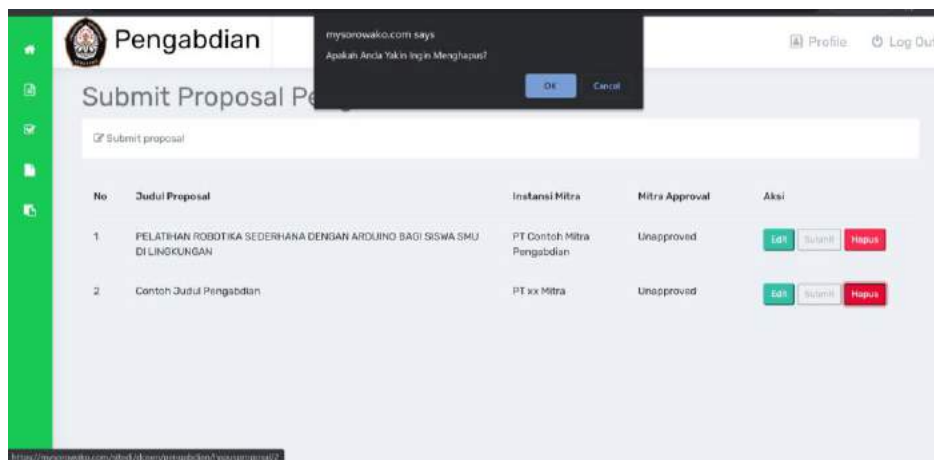 Pengabdian
mysorowako.com says
Apakah Anda Yakin Ingin Menghapus?
OK Cancel
Profile Log Out
Submit Proposal
Submit proposal
No Judul Proposal Instansi Mitra Mitra Approval Aksi
1 PELATIHAN ROBOTIKA SEDERHANA DENGAN ARDUINO BAGI SISWA SMU PT Contoh Mitra Unapproved Edit Submit Hapus
DI LINGKUNGAN Pengabdian
2 Contoh Judul Pengabdian PT xx Mitra Unapproved Edit Submit Hapus